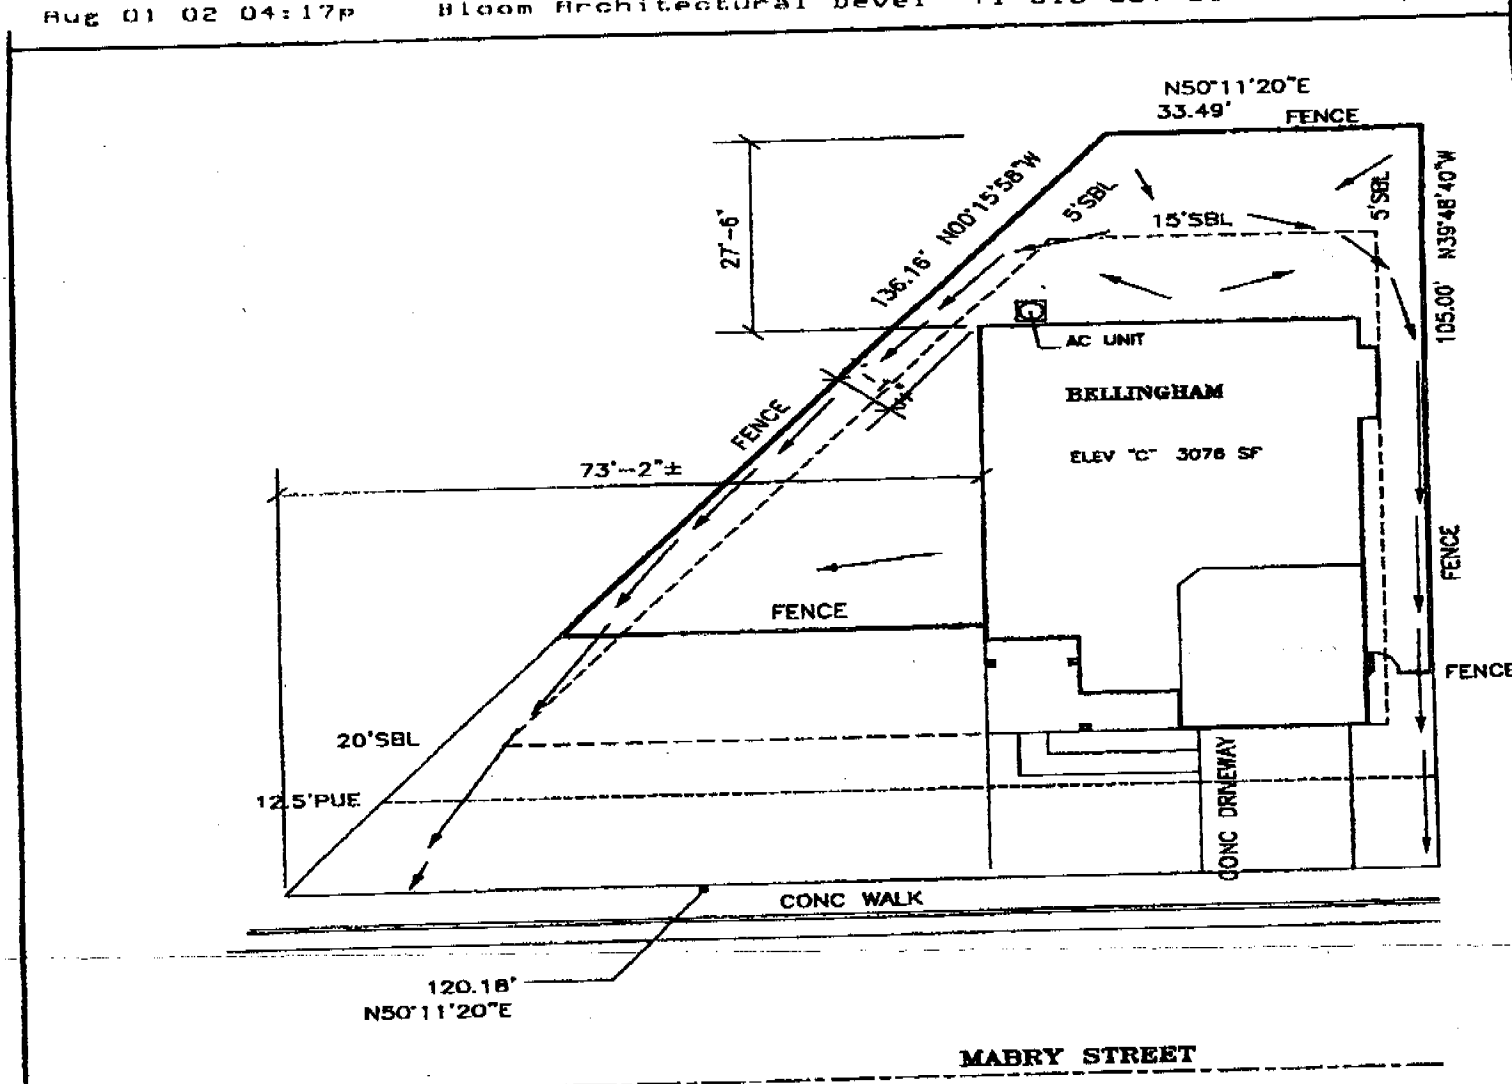 Aug 01 02 04:17p Bloom Architectural Devel
N50°11'20"E
33.49' FENCE
5'SBL
5'SBL
15'SBL
136.16' N00°15'58"W
105.00' N39°48'40"W
27'-6"
AC UNIT
BELLINGHAM
FENCE
ELEV "C" 3076 SF
73'-2"±
FENCE
FENCE
FENCE
20'SBL
12.5'PUE
CONC DRIVEWAY
CONC WALK
120.18'
N50°11'20"E
MABRY STREET